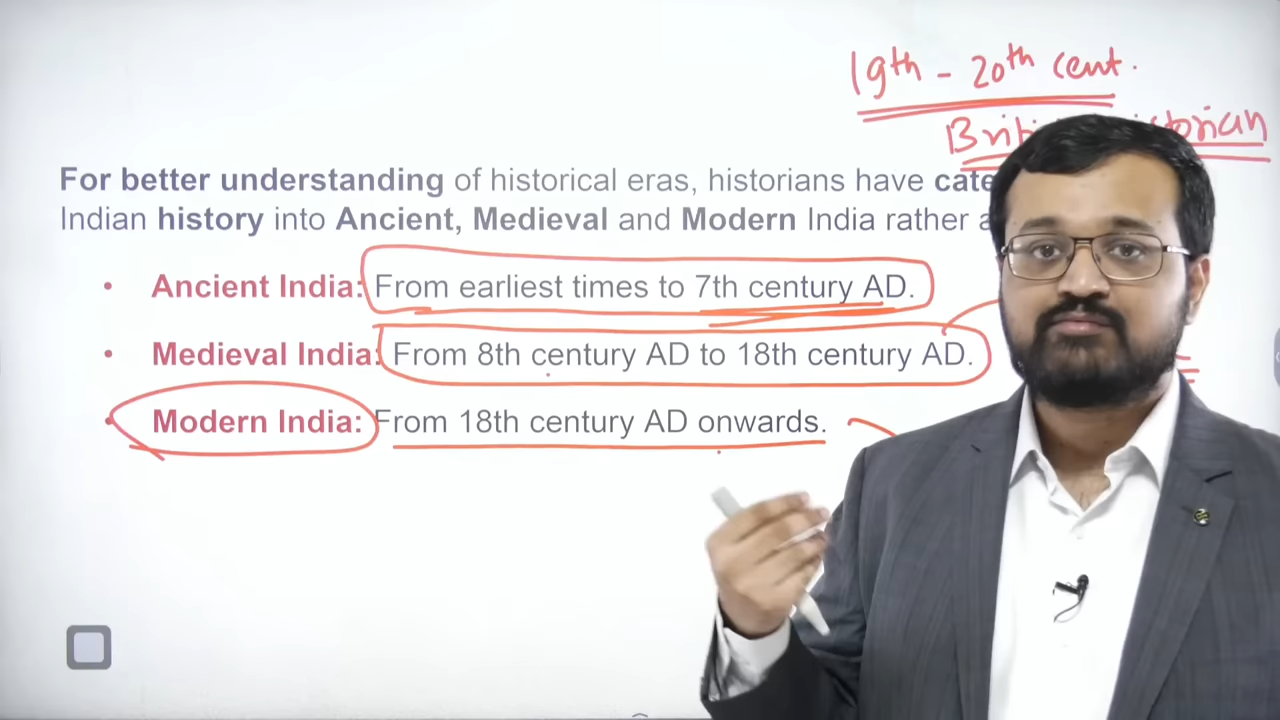 19th - 20th cent.
For better understanding of historical eras, historians have
Indian history into Ancient, Medieval and Modern India rather
• Ancient India: From earliest times to 7th century AD.
• Medieval India: From 8th century AD to 18th century AD.
• Modern India: From 18th century AD onwards.